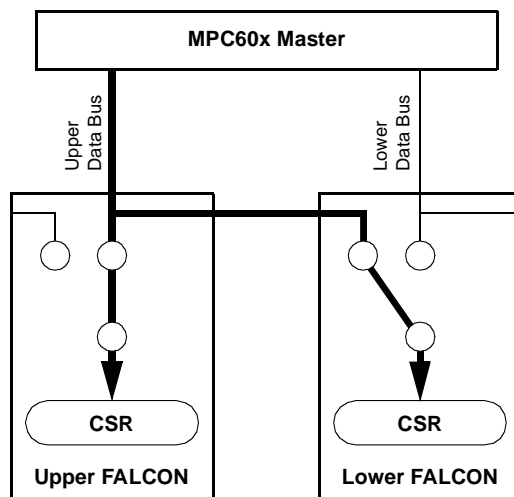 MPC60x Master
Upper
Data Bus
Lower
Data Bus
CSR
CSR
Upper FALCON
Lower FALCON